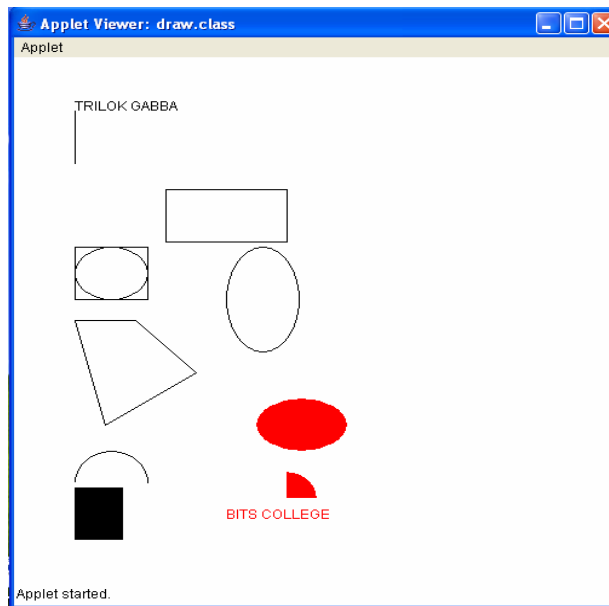 Applet Viewer: draw.class
Applet
TRILOK GABBA
BITS COLLEGE
Applet started.